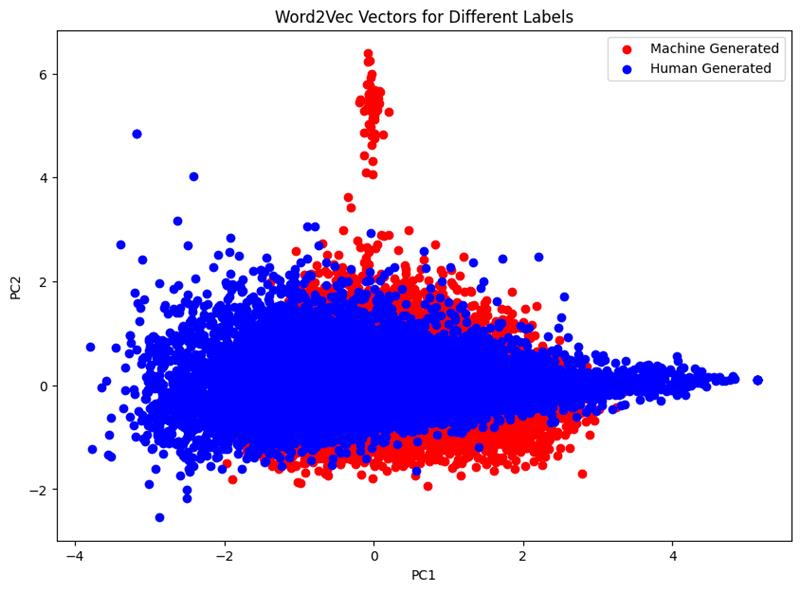 Word2Vec Vectors for Different Labels
Machine Generated
Human Generated
6
4
2
0
−2
PC2
−4
−2
0
2
4
PC1